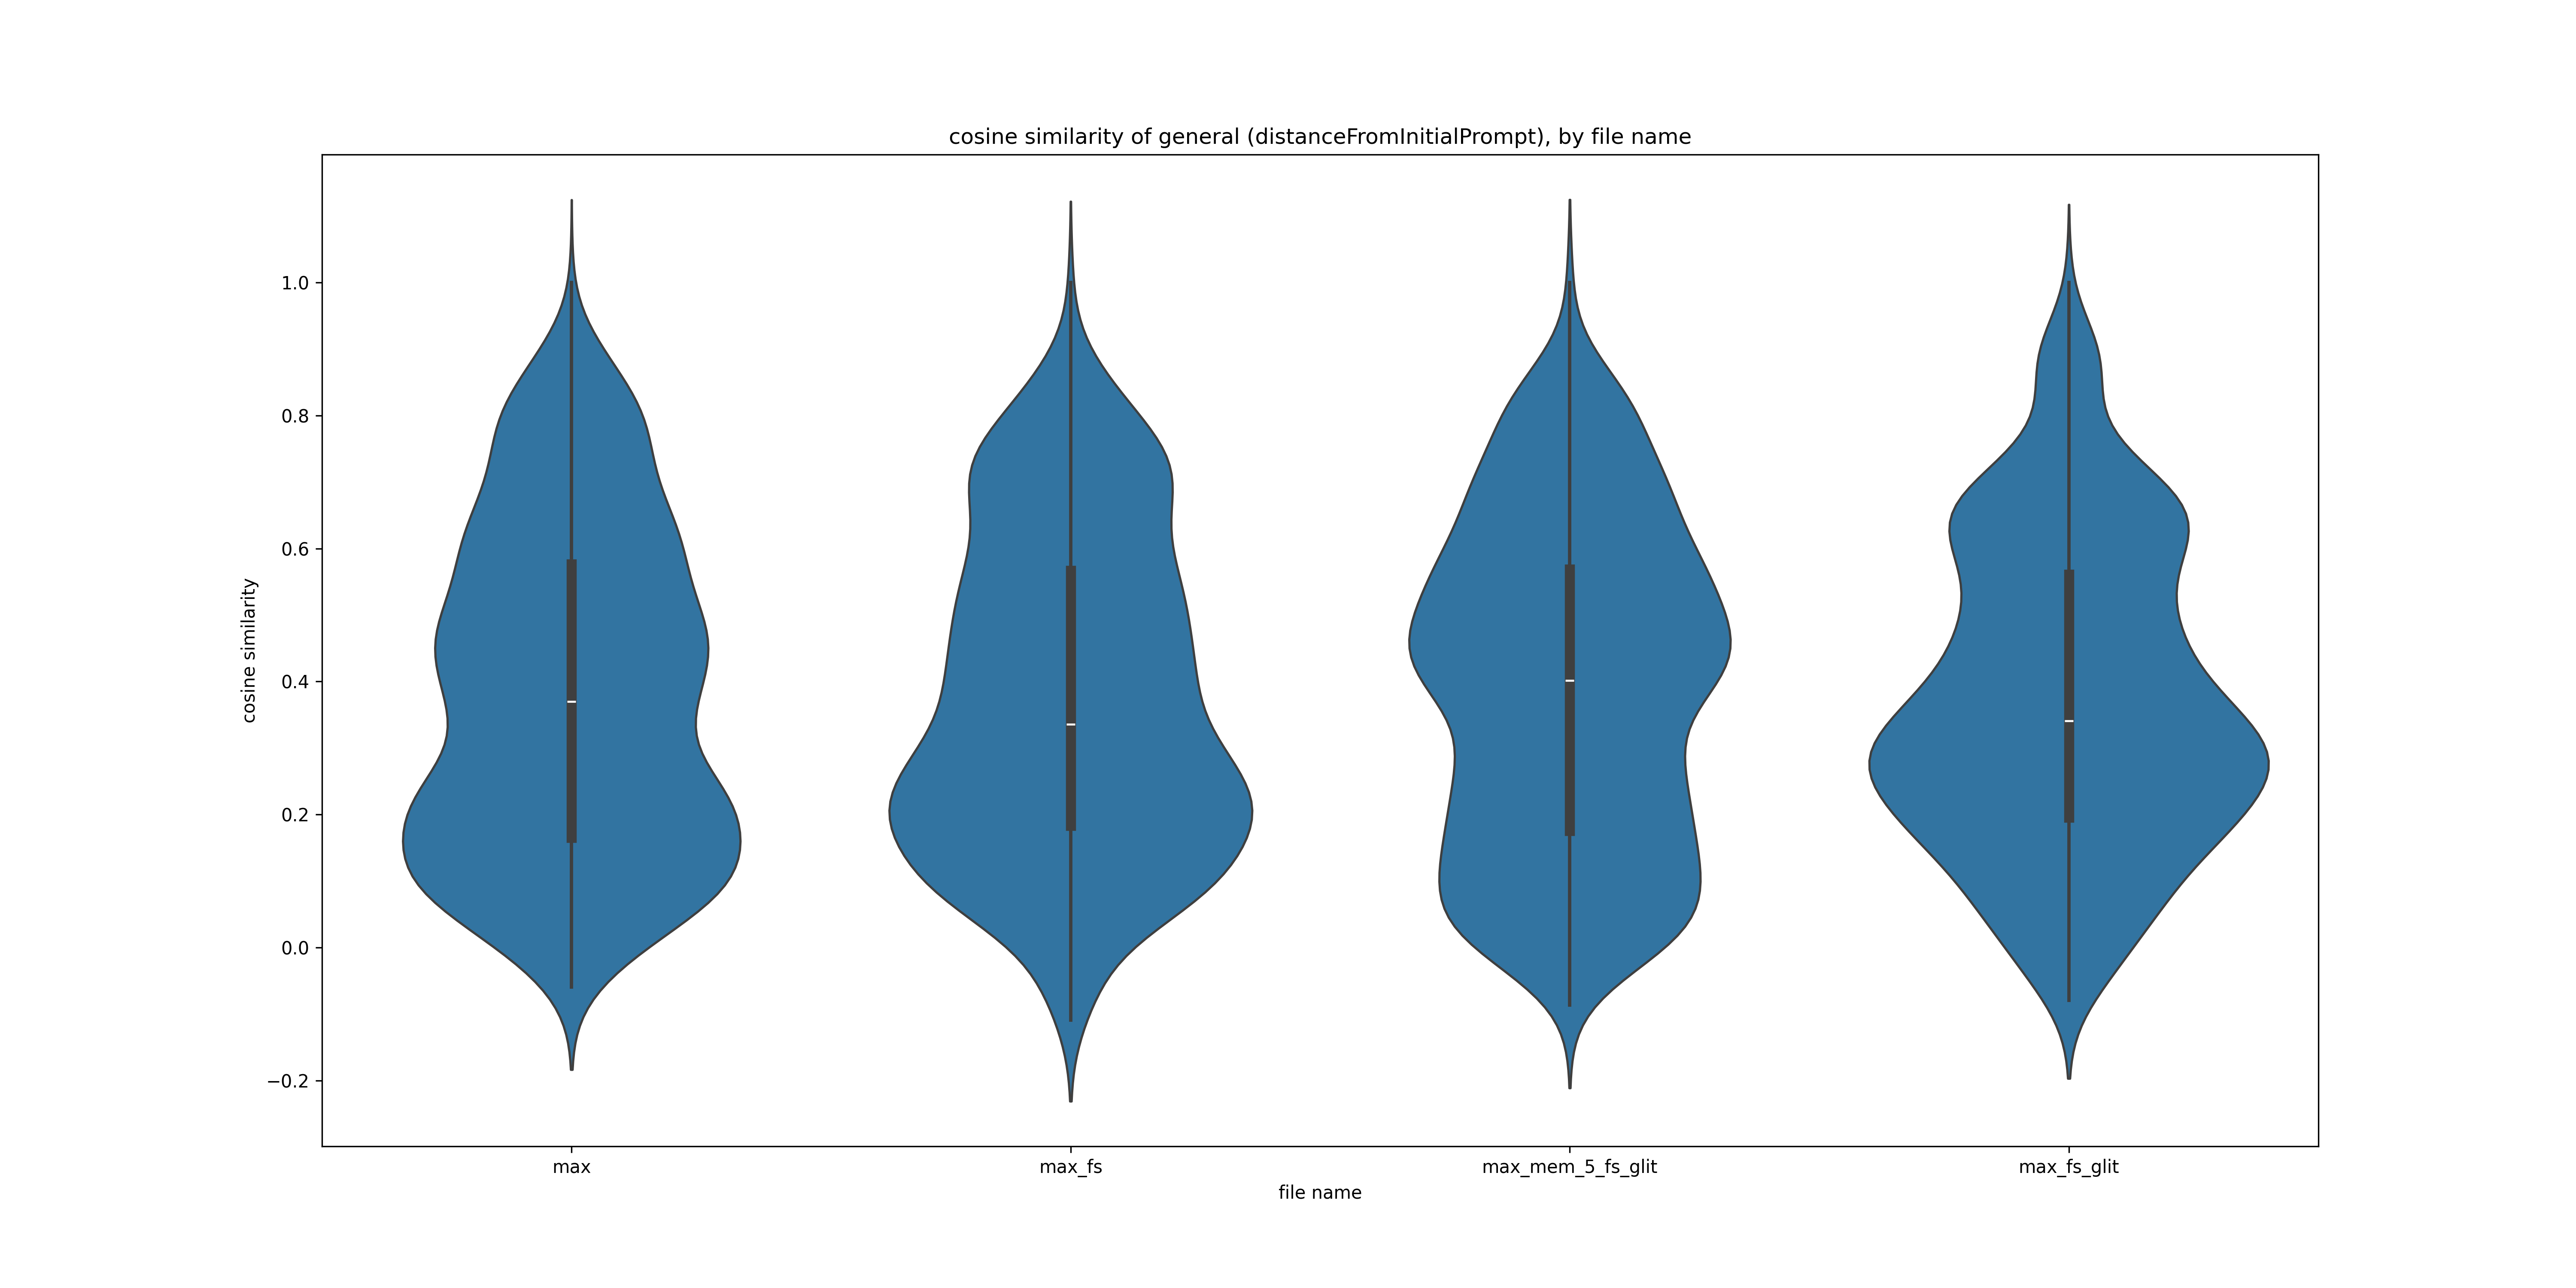 cosine similarity of general (distanceFromInitialPrompt), by file name
cosine similarity
1.0
0.8
0.6
0.4
0.2
0.0
−0.2
max
max_fs
max_mem_5_fs_glit
max_fs_glit
file name